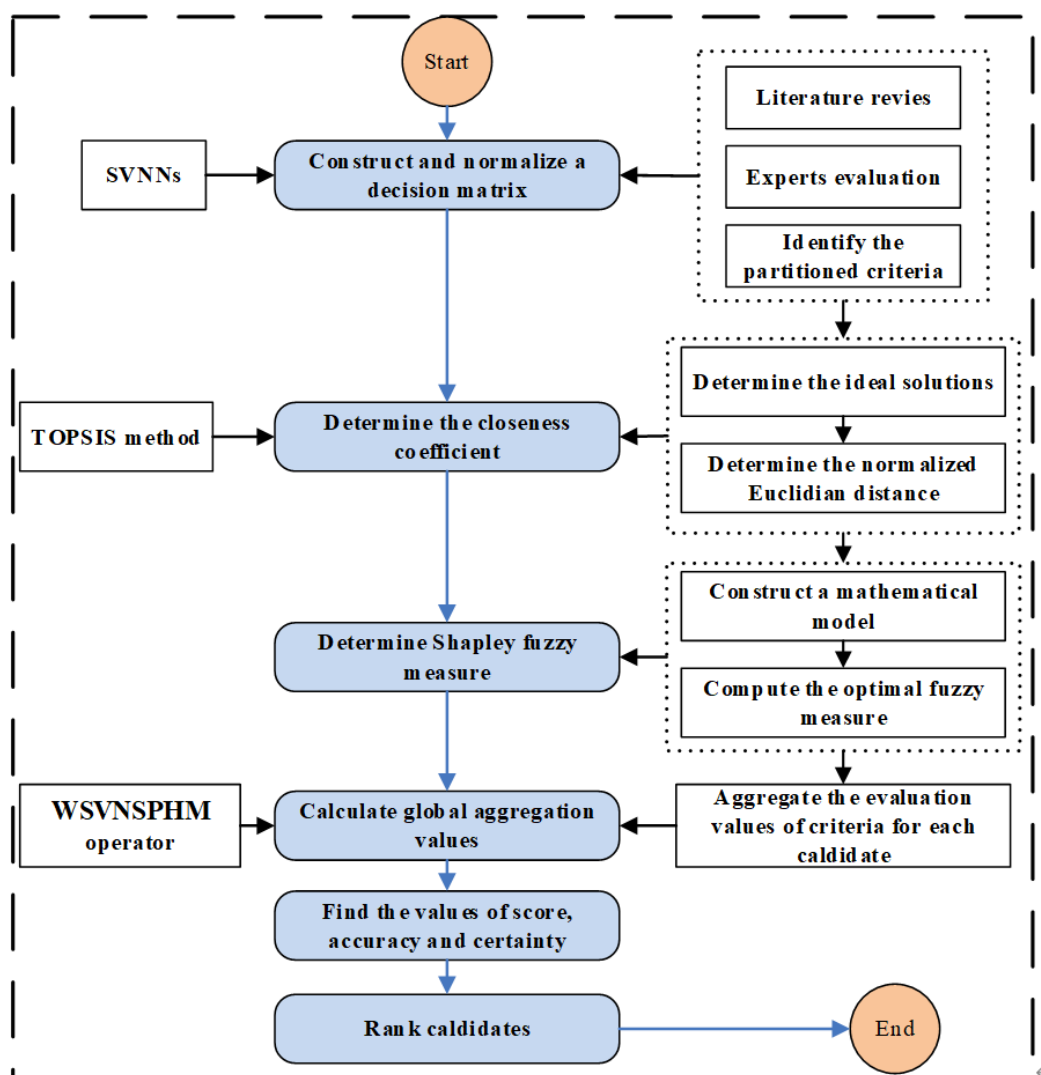 Start
Literature revies
SVNNs
Construct and normalize a
decision matrix
Experts evaluation
Identify the
partitioned criteria
Determine the ideal solutions
TOPSIS method
Determine the closeness
coefficient
Determine the normalized
Euclidian distance
Construct a mathematical
model
Determine Shapley fuzzy
measure
Compute the optimal fuzzy
measure
WSVNSPHM
operator
Calculate global aggregation
values
Aggregate the evaluation
values of criteria for each
caldidate
Find the values of score,
accuracy and certainty
Rank caldidates
End